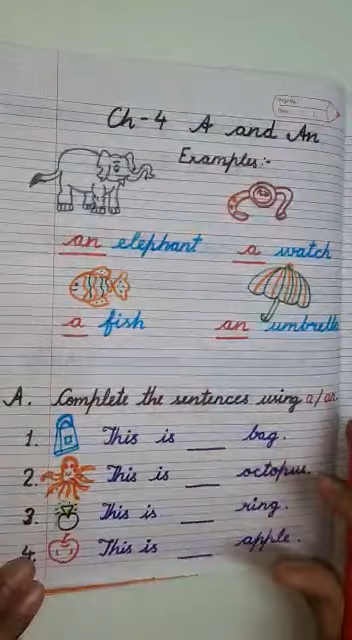 Ch-4 A and An
Examples:-
an elephant a watch
a fish an umbrella
A. Complete the sentences using a/an.
1. This is ___ bag.
2. This is ___ octopus.
3. This is ___ ring.
4. This is ___ apple.